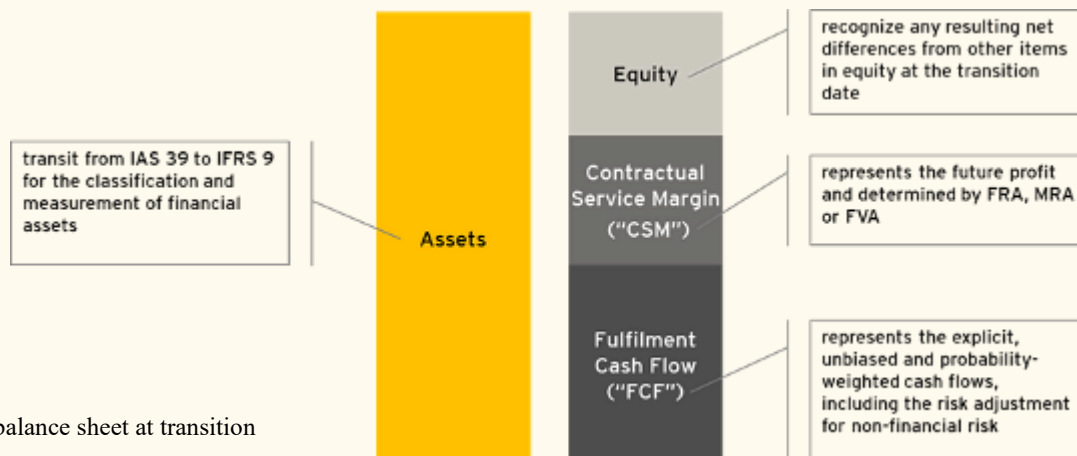 transit from IAS 39 to IFRS 9
for the classification and
measurement of financial
assets
Assets
Equity
recognize any resulting net
differences from other items
in equity at the transition
date
Contractual
Service Margin
("CSM")
represents the future profit
and determined by FRA, MRA
or FVA
Fulfilment
Cash Flow
("FCF")
represents the explicit,
unbiased and probability-
weighted cash flows,
including the risk adjustment
for non-financial risk
balance sheet at transition